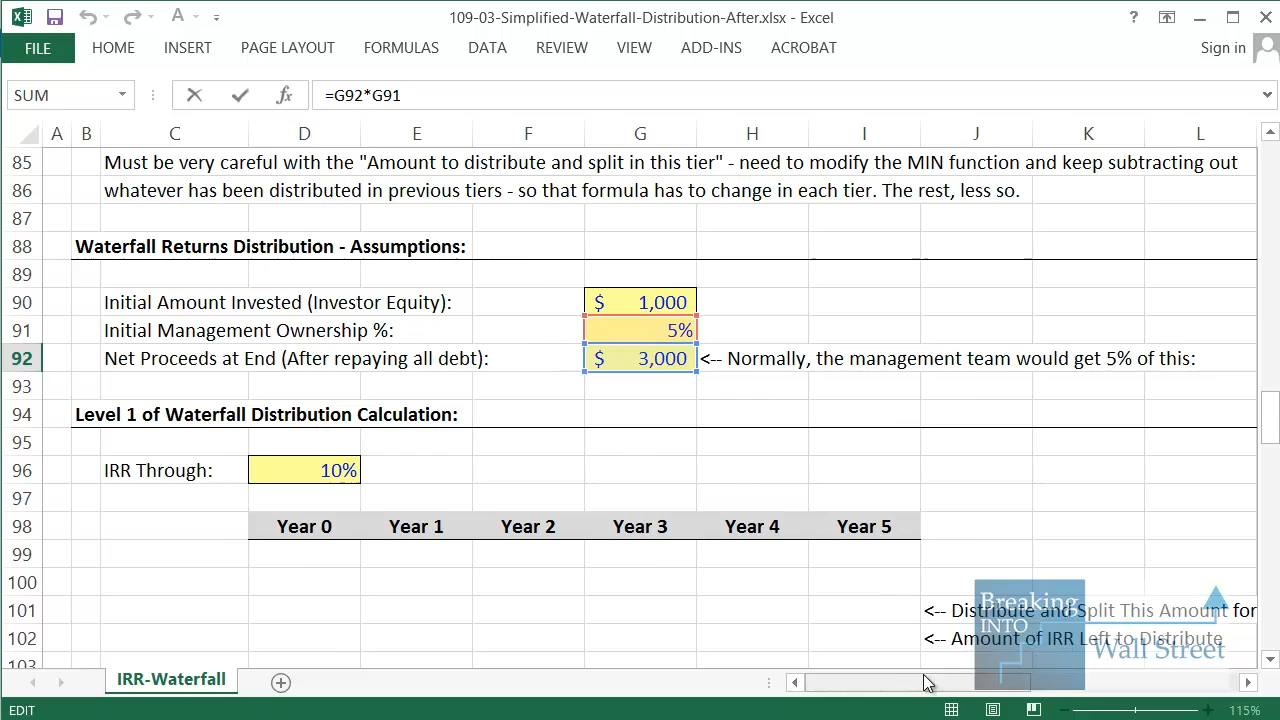 109-03-Simplified-Waterfall-Distribution-After.xlsx - Excel
FILE HOME INSERT PAGE LAYOUT FORMULAS DATA REVIEW VIEW ADD-INS ACROBAT Sign in
SUM =G92*G91
A B C D E F G H I J K L
85 Must be very careful with the "Amount to distribute and split in this tier" - need to modify the MIN function and keep subtracting out
86 whatever has been distributed in previous tiers - so that formula has to change in each tier. The rest, less so.
87
88 Waterfall Returns Distribution - Assumptions:
89
90 Initial Amount Invested (Investor Equity): $ 1,000
91 Initial Management Ownership %: 5%
92 Net Proceeds at End (After repaying all debt): $ 3,000 <-- Normally, the management team would get 5% of this:
93
94 Level 1 of Waterfall Distribution Calculation:
95
96 IRR Through: 10%
97
98 Year 0 Year 1 Year 2 Year 3 Year 4 Year 5
99
100
101 <-- Distribute and Split This Amount for
102 <-- Amount of IRR Left to Distribute
103
Breaking
INTO
Wall Street
IRR-Waterfall
EDIT 115%